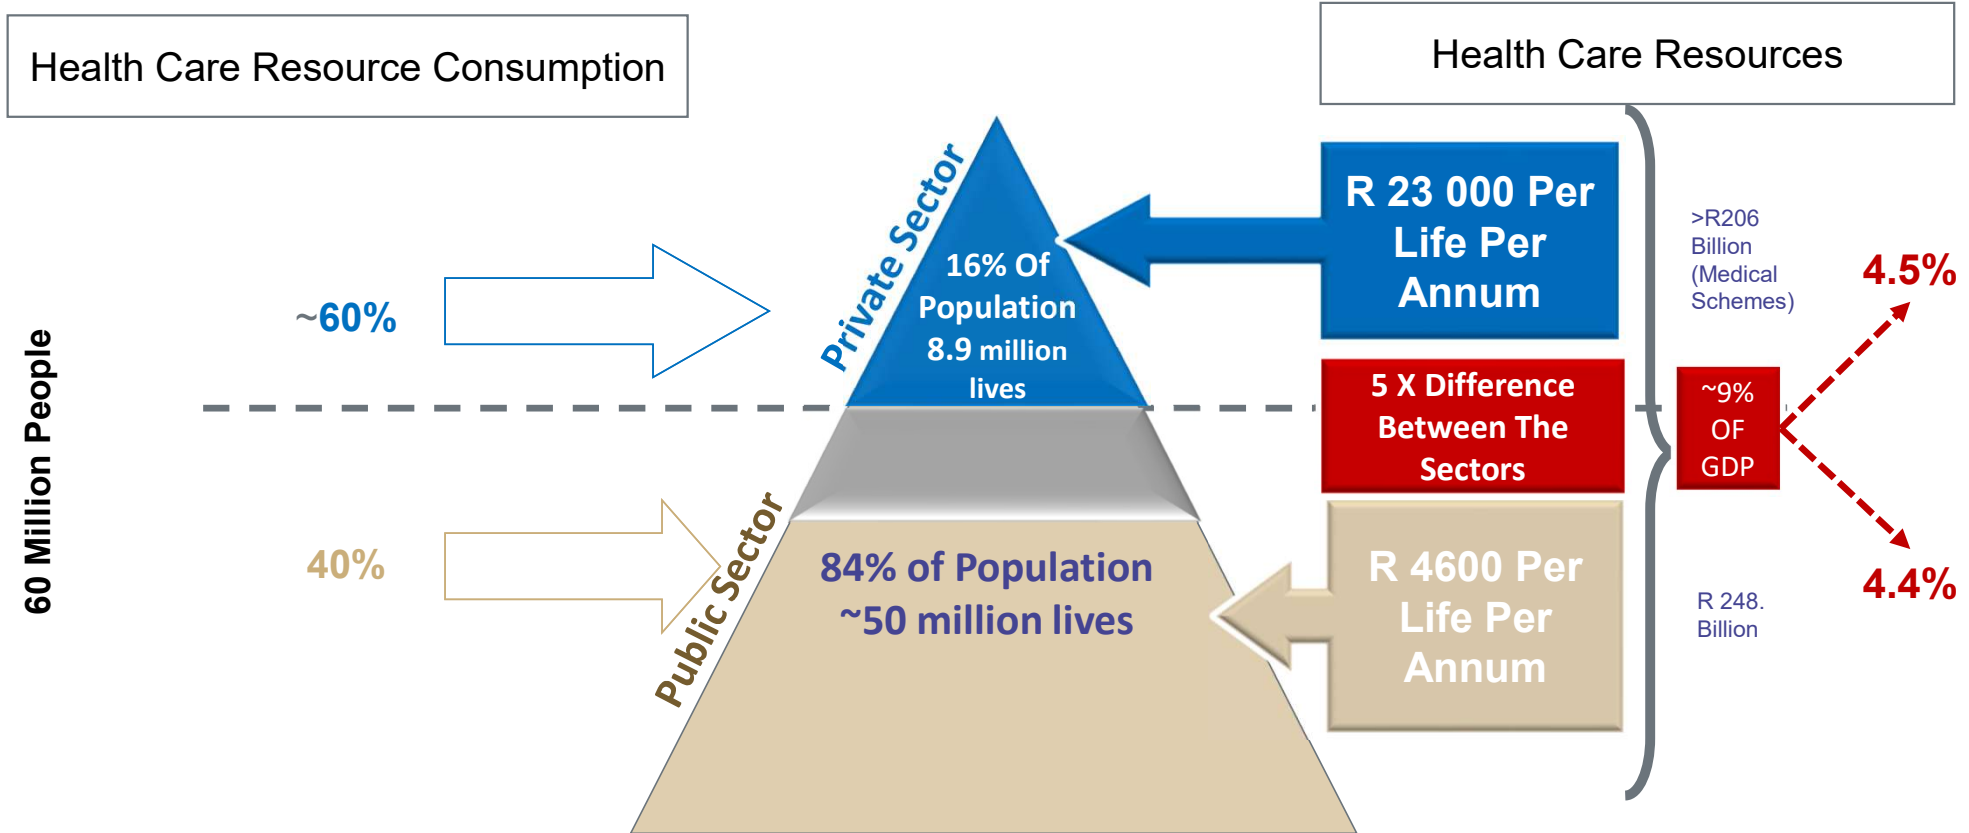 Health Care Resource Consumption
Health Care Resources
60 Million People
~60%
40%
Private Sector
16% Of
Population
8.9 million
lives
Public Sector
84% of Population
~50 million lives
R 23 000 Per
Life Per
Annum
5 X Difference
Between The
Sectors
R 4600 Per
Life Per
Annum
>R206
Billion
(Medical
Schemes)
~9%
OF
GDP
R 248.
Billion
4.5%
4.4%